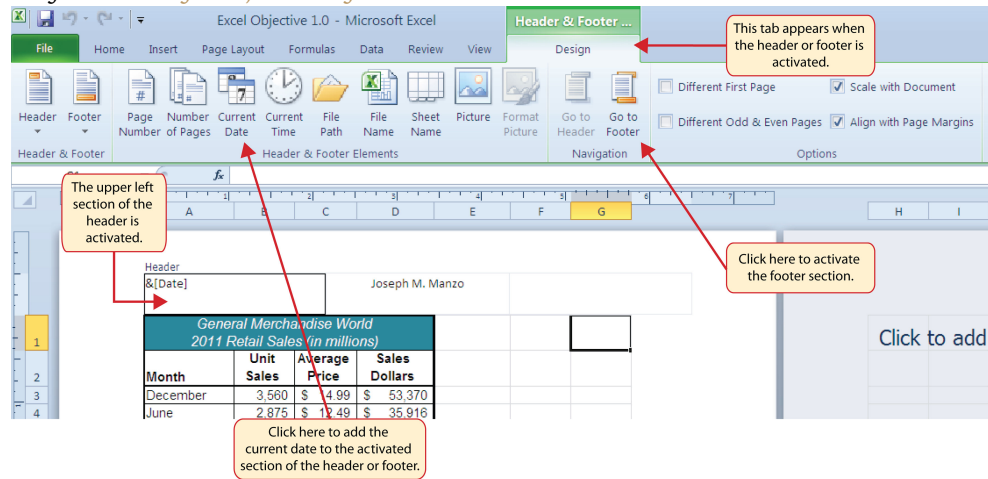 Excel Objective 1.0 - Microsoft Excel
Header & Footer ...
File Home Insert Page Layout Formulas Data Review View Design
This tab appears when
the header or footer is
activated.
Header Footer
Page Number Number of Pages Current Date Current Time File Path File Name Sheet Name Picture Format Picture
Go to Header Go to Footer
Different First Page Scale with Document
Different Odd & Even Pages Align with Page Margins
Header & Footer Header & Footer Elements Navigation Options
fx
The upper left
section of the
header is
activated.
1 2 3 4 5 6 7
A B C D E F G H I
Click here to activate
the footer section.
Header
&[Date] Joseph M. Manzo
General Merchandise World
1 2011 Retail Sales (in millions) Click to add
2 Month Unit Sales Average Price Sales Dollars
3 December 3,560 $ 14.99 $ 53,370
4 June 2,875 $ 12.49 $ 35,916
Click here to add the
current date to the activated
section of the header or footer.